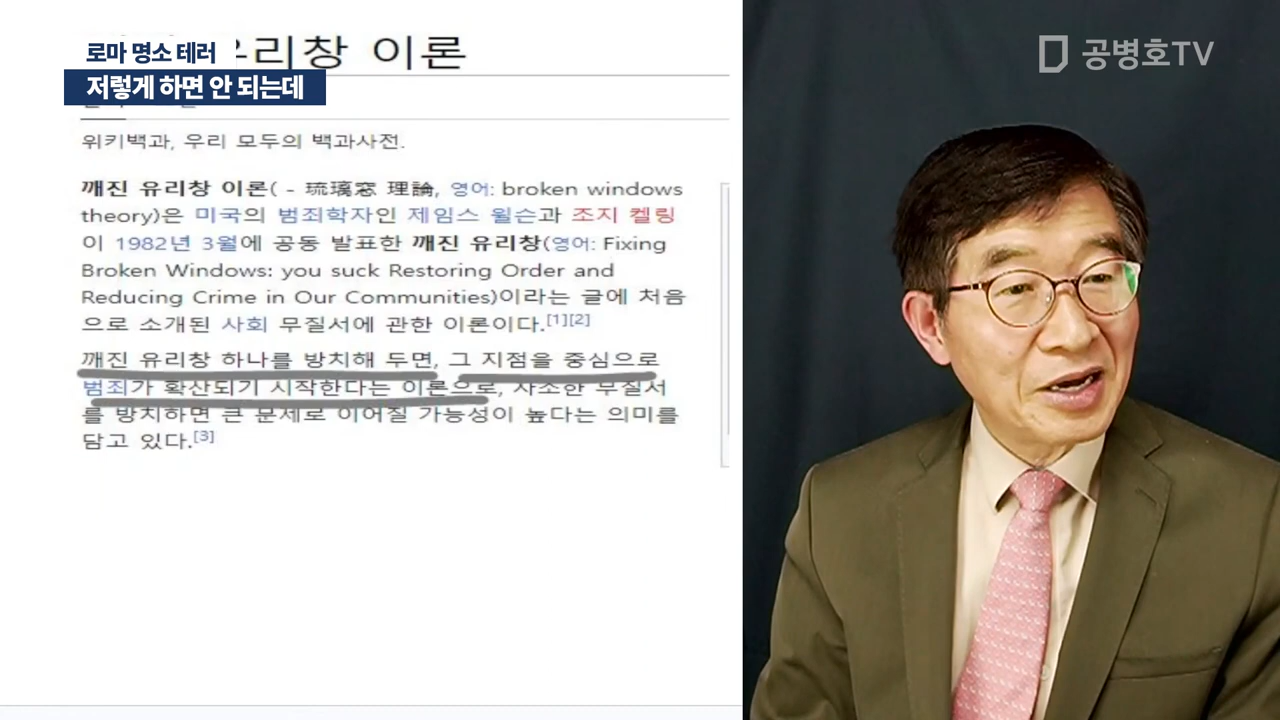 로마 명소 테러
유리창 이론
저렇게 하면 안 되는데
공병호TV
위키백과, 우리 모두의 백과사전.
깨진 유리창 이론( - 琉璃窓 理論, 영어: broken windows
theory)은 미국의 범죄학자인 제임스 윌슨과 조지 켈링
이 1982년 3월에 공동 발표한 깨진 유리창(영어: Fixing
Broken Windows: you suck Restoring Order and
Reducing Crime in Our Communities)이라는 글에 처음
으로 소개된 사회 무질서에 관한 이론이다.[1][2]
깨진 유리창 하나를 방치해 두면, 그 지점을 중심으로
범죄가 확산되기 시작한다는 이론으로, 사소한 무질서
를 방치하면 큰 문제로 이어질 가능성이 높다는 의미를
담고 있다.[3]